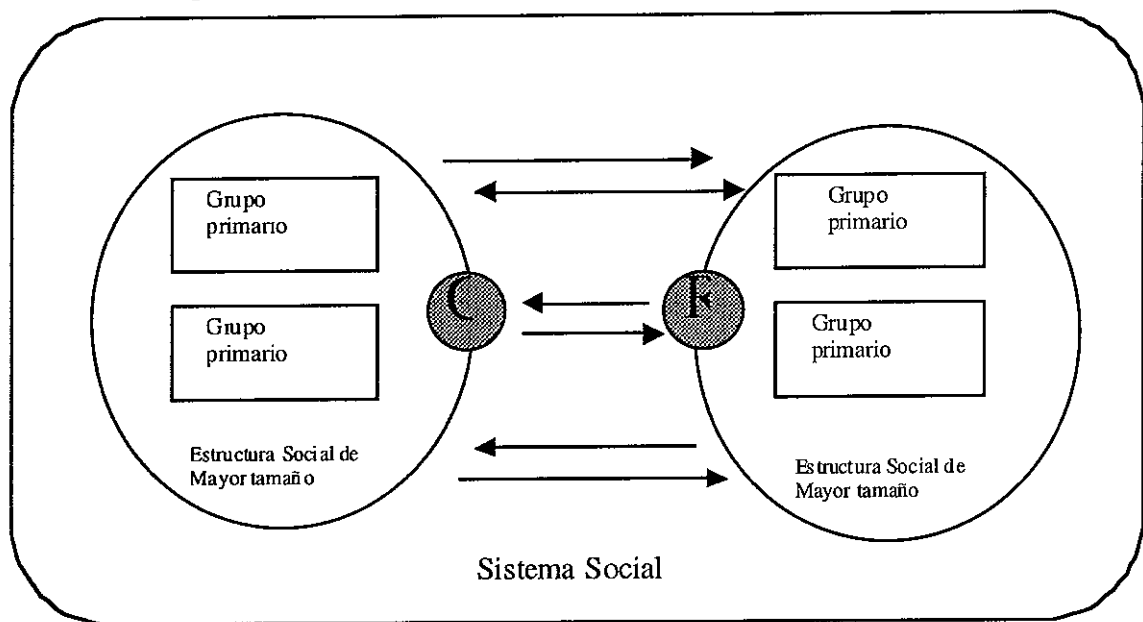 Grupo
primario
Grupo
primario
C
Grupo
primario
Grupo
primario
Estructura Social de
Mayor tamaño
Estructura Social de
Mayor tamaño
Sistema Social